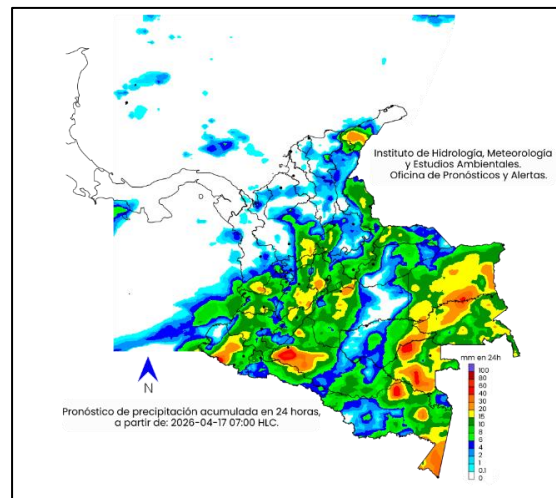 Instituto de Hidrología, Meteorología
y Estudios Ambientales.
Oficina de Pronósticos y Alertas.
mm en 24h
100
80
60
40
30
20
15
10
8
6
4
2
1
0.1
0
N
Pronóstico de precipitación acumulada en 24 horas,
a partir de: 2026-04-17 07:00 HLC.